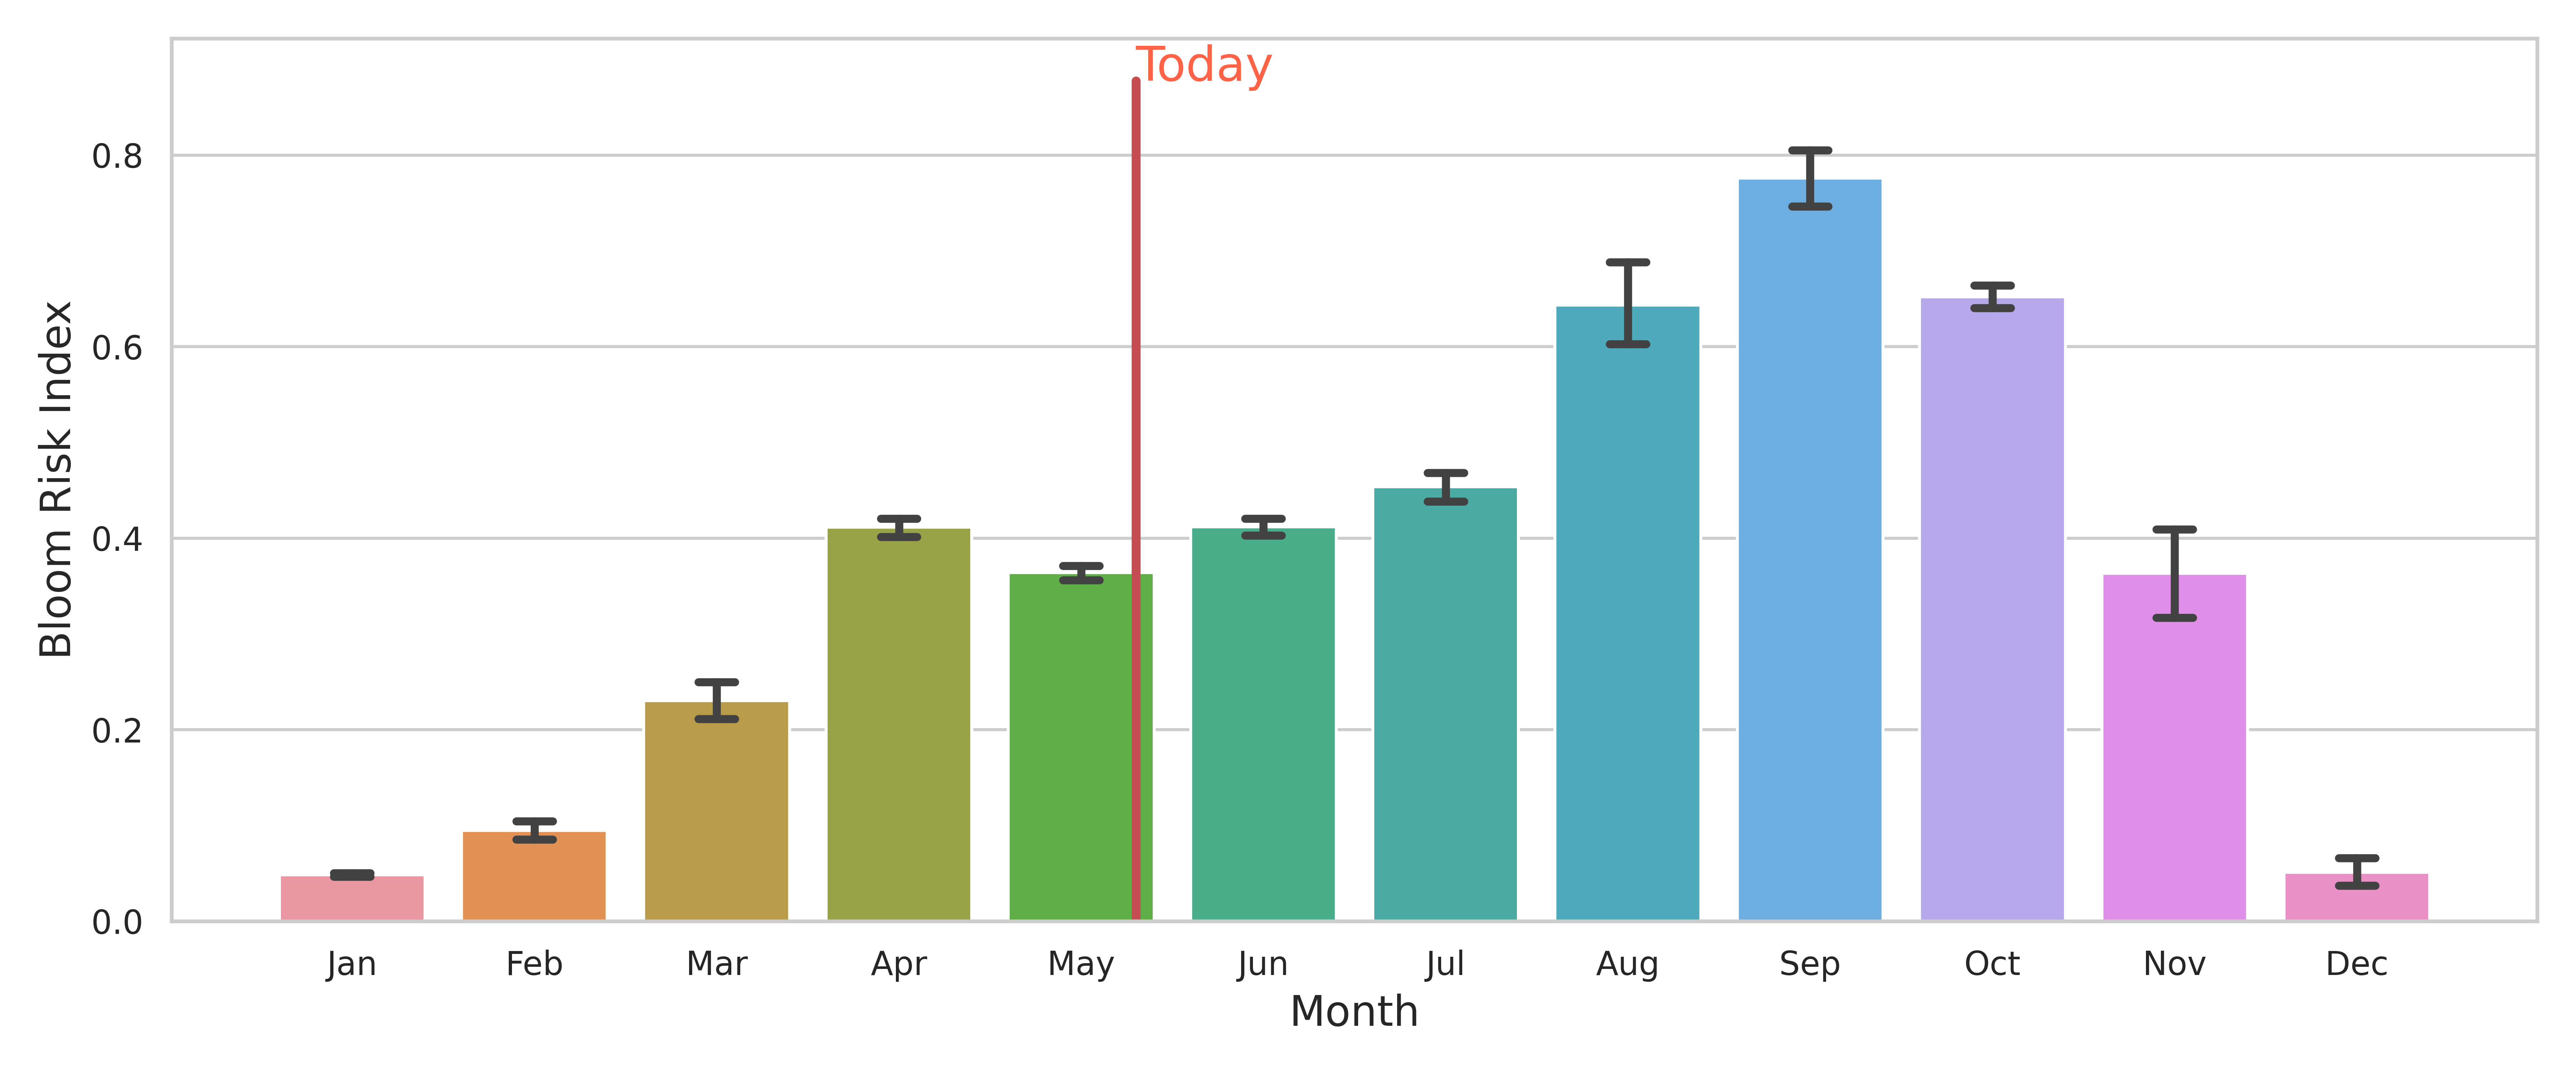 Today
Bloom Risk Index
0.8
0.6
0.4
0.2
0.0
Jan Feb Mar Apr May Jun Jul Aug Sep Oct Nov Dec
Month